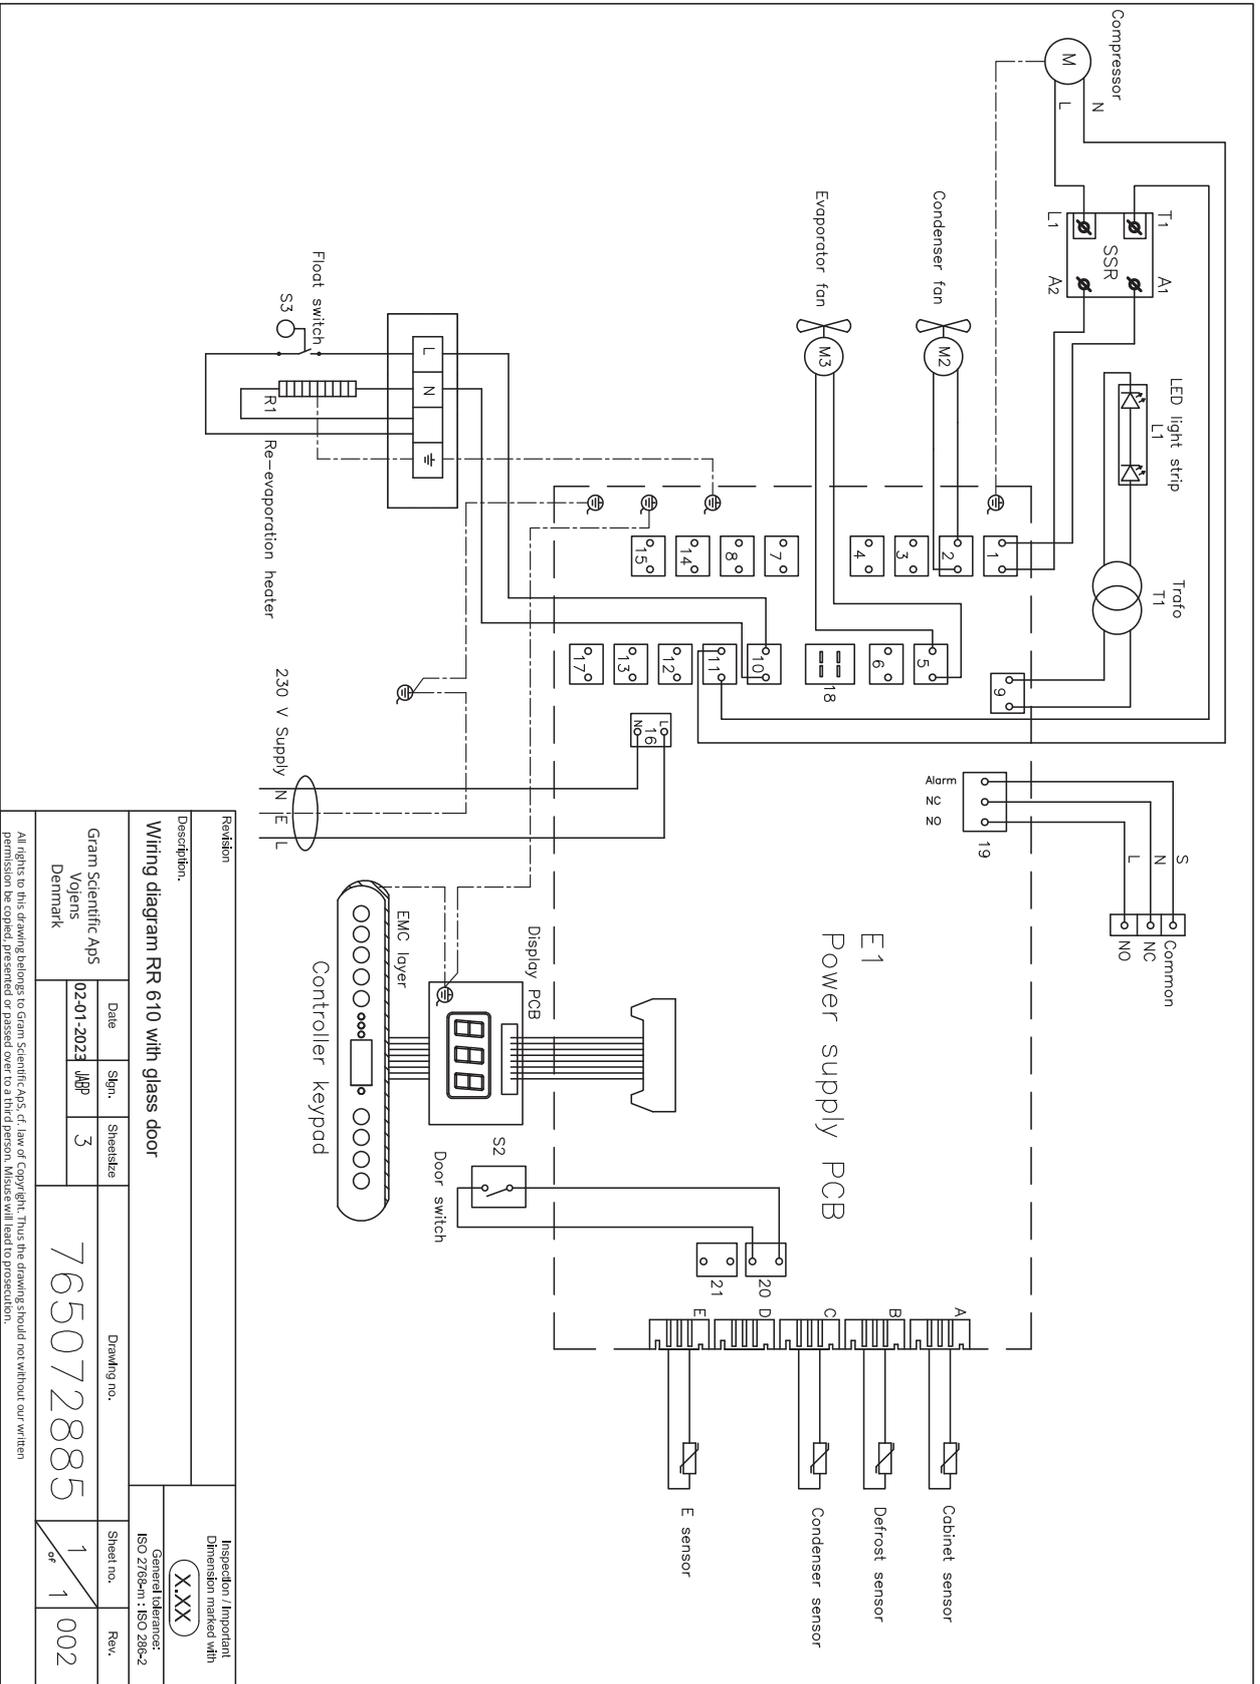 Compressor
M
N
L
T1
A1
L1
A2
SSR
LED light strip
L1
Trafo
T1
Condenser fan
M2
Evaporator fan
M3
Float switch
S3
L
N
R1
Re-evaporation heater
1
2
3
4
7
8
14
15
9
5
6
18
10
11
12
13
17
L
16
N
230 V Supply
N
E
L
Alarm
NC
NO
19
S
N
L
Common
NC
NO
E1
Power supply PCB
Display PCB
EMC layer
Controller keypad
S2
Door switch
20
21
A
B
C
D
E
Cabinet sensor
Defrost sensor
Condenser sensor
E sensor
Revision
Description.
Wiring diagram RR 610 with glass door
Inspection / Important
Dimension marked with
X.XX
Generel tolerance:
ISO 2768-m : ISO 286-2
Gram Scientific ApS
Vojens
Denmark
Date
02-01-2023
Sign.
JABP
Sheetsize
3
Drawing no.
765072885
Sheet no.
1 of 1
Rev.
002
All rights to this drawing belongs to Gram Scientific ApS, cf. law of Copyright. Thus the drawing should not without our written
permission be copied, presented or passed over to a third person. Misuse will lead to prosecution.